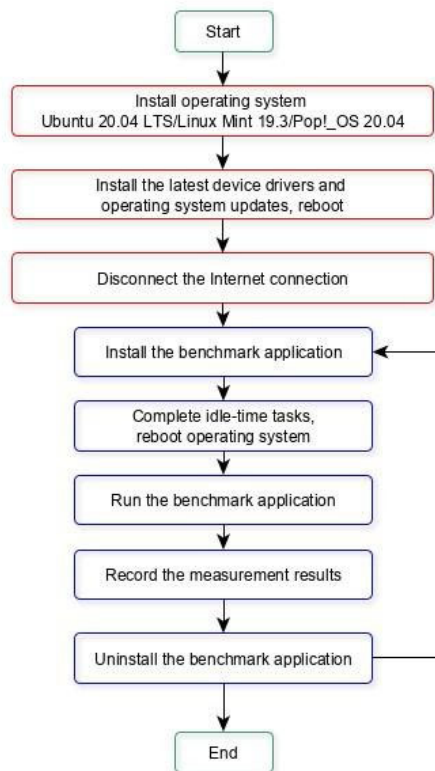 Start
Install operating system
Ubuntu 20.04 LTS/Linux Mint 19.3/Pop!_OS 20.04
Install the latest device drivers and
operating system updates, reboot
Disconnect the Internet connection
Install the benchmark application
Complete idle-time tasks,
reboot operating system
Run the benchmark application
Record the measurement results
Uninstall the benchmark application
End